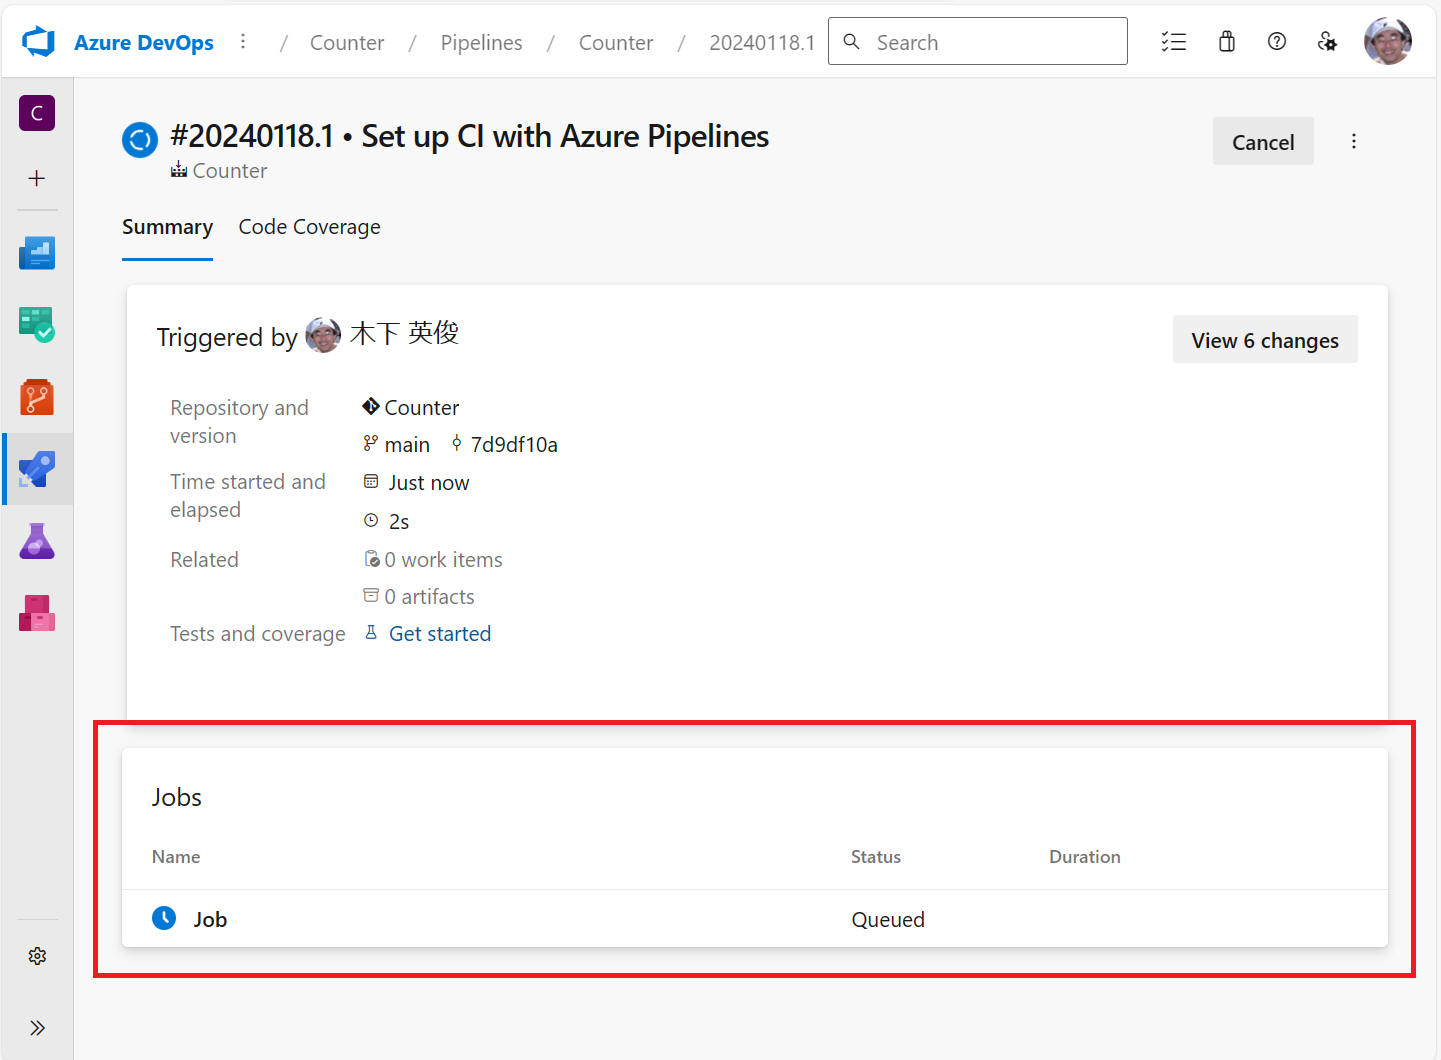 Azure DevOps / Counter / Pipelines / Counter / 20240118.1 Search
C
#20240118.1 • Set up CI with Azure Pipelines
Counter
Cancel
Summary Code Coverage
Triggered by 木下 英俊
View 6 changes
Repository and version
Counter
main 7d9df10a
Time started and elapsed
Just now
2s
Related
0 work items
0 artifacts
Tests and coverage
Get started
Jobs
Name Status Duration
Job Queued